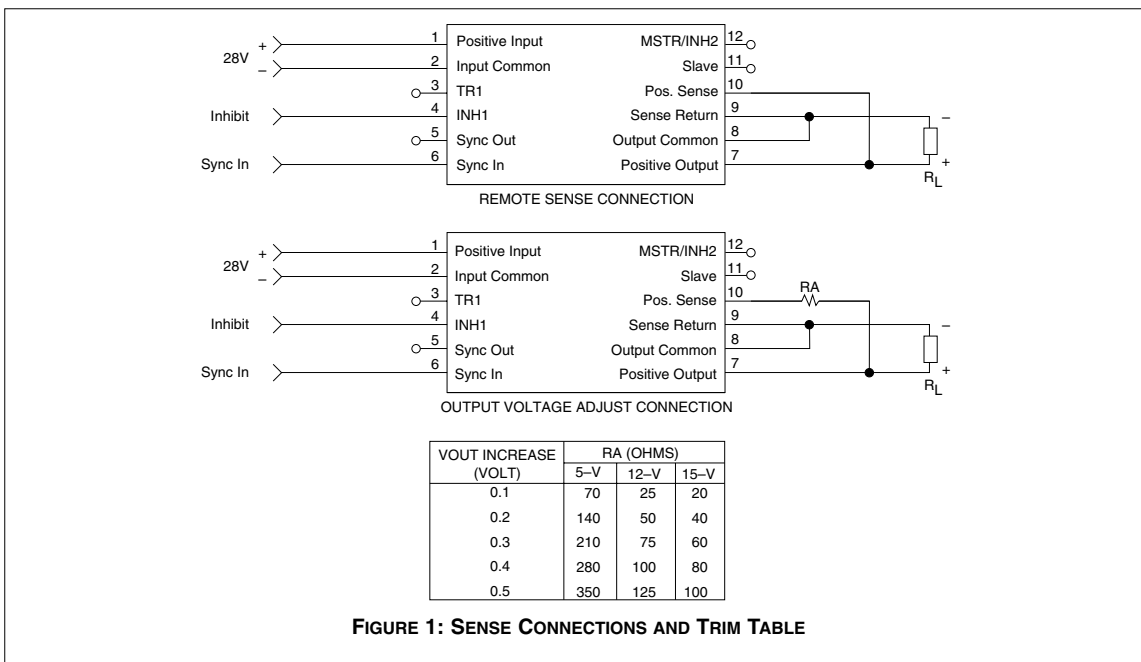 28V
+
–
Inhibit
Sync In
1 Positive Input
2 Input Common
3 TR1
4 INH1
5 Sync Out
6 Sync In
MSTR/INH2 12
Slave 11
Pos. Sense 10
Sense Return 9
Output Common 8
Positive Output 7
–
+
RL
REMOTE SENSE CONNECTION
28V
+
–
Inhibit
Sync In
1 Positive Input
2 Input Common
3 TR1
4 INH1
5 Sync Out
6 Sync In
MSTR/INH2 12
Slave 11
Pos. Sense 10
RA
Sense Return 9
Output Common 8
Positive Output 7
–
+
RL
OUTPUT VOLTAGE ADJUST CONNECTION
VOUT INCREASE (VOLT) RA (OHMS)
5–V 12–V 15–V
0.1 70 25 20
0.2 140 50 40
0.3 210 75 60
0.4 280 100 80
0.5 350 125 100
FIGURE 1: SENSE CONNECTIONS AND TRIM TABLE